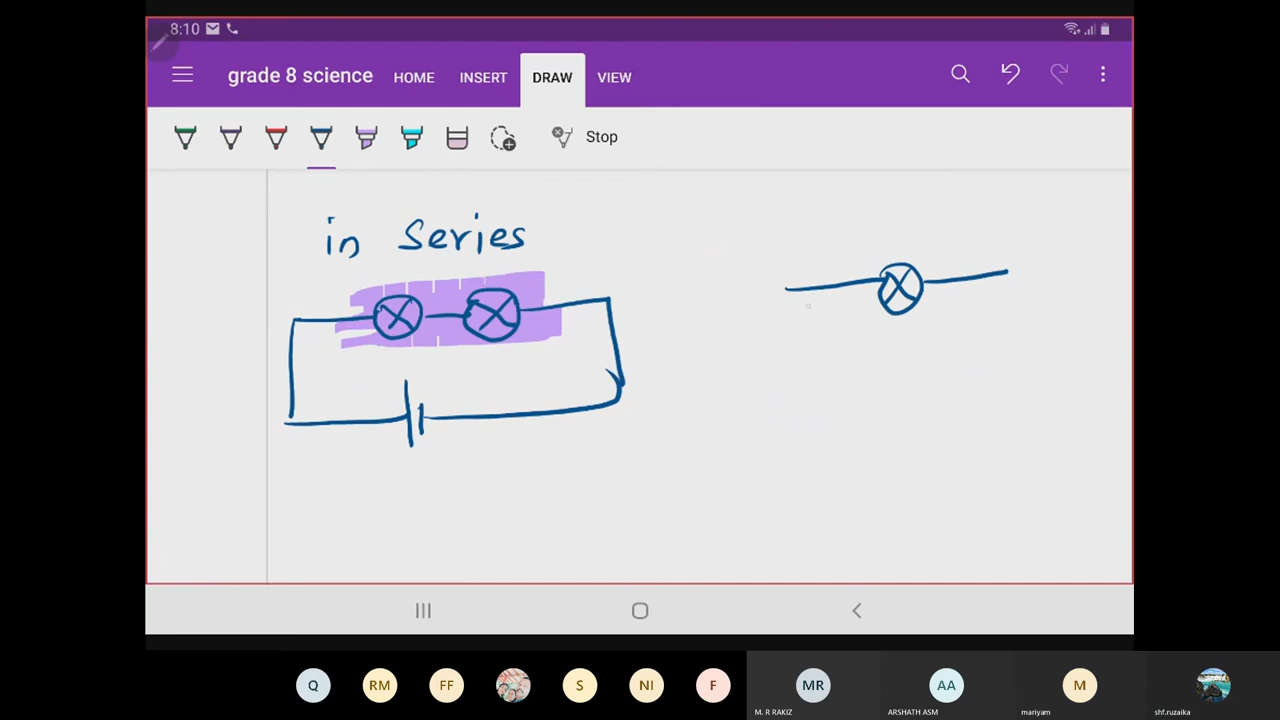 8:10
grade 8 science HOME INSERT DRAW VIEW
Stop
in Series
Q RM FF S NI F MR AA M
M. R RAKIZ ARSHATH ASM mariyam shf.ruzaika